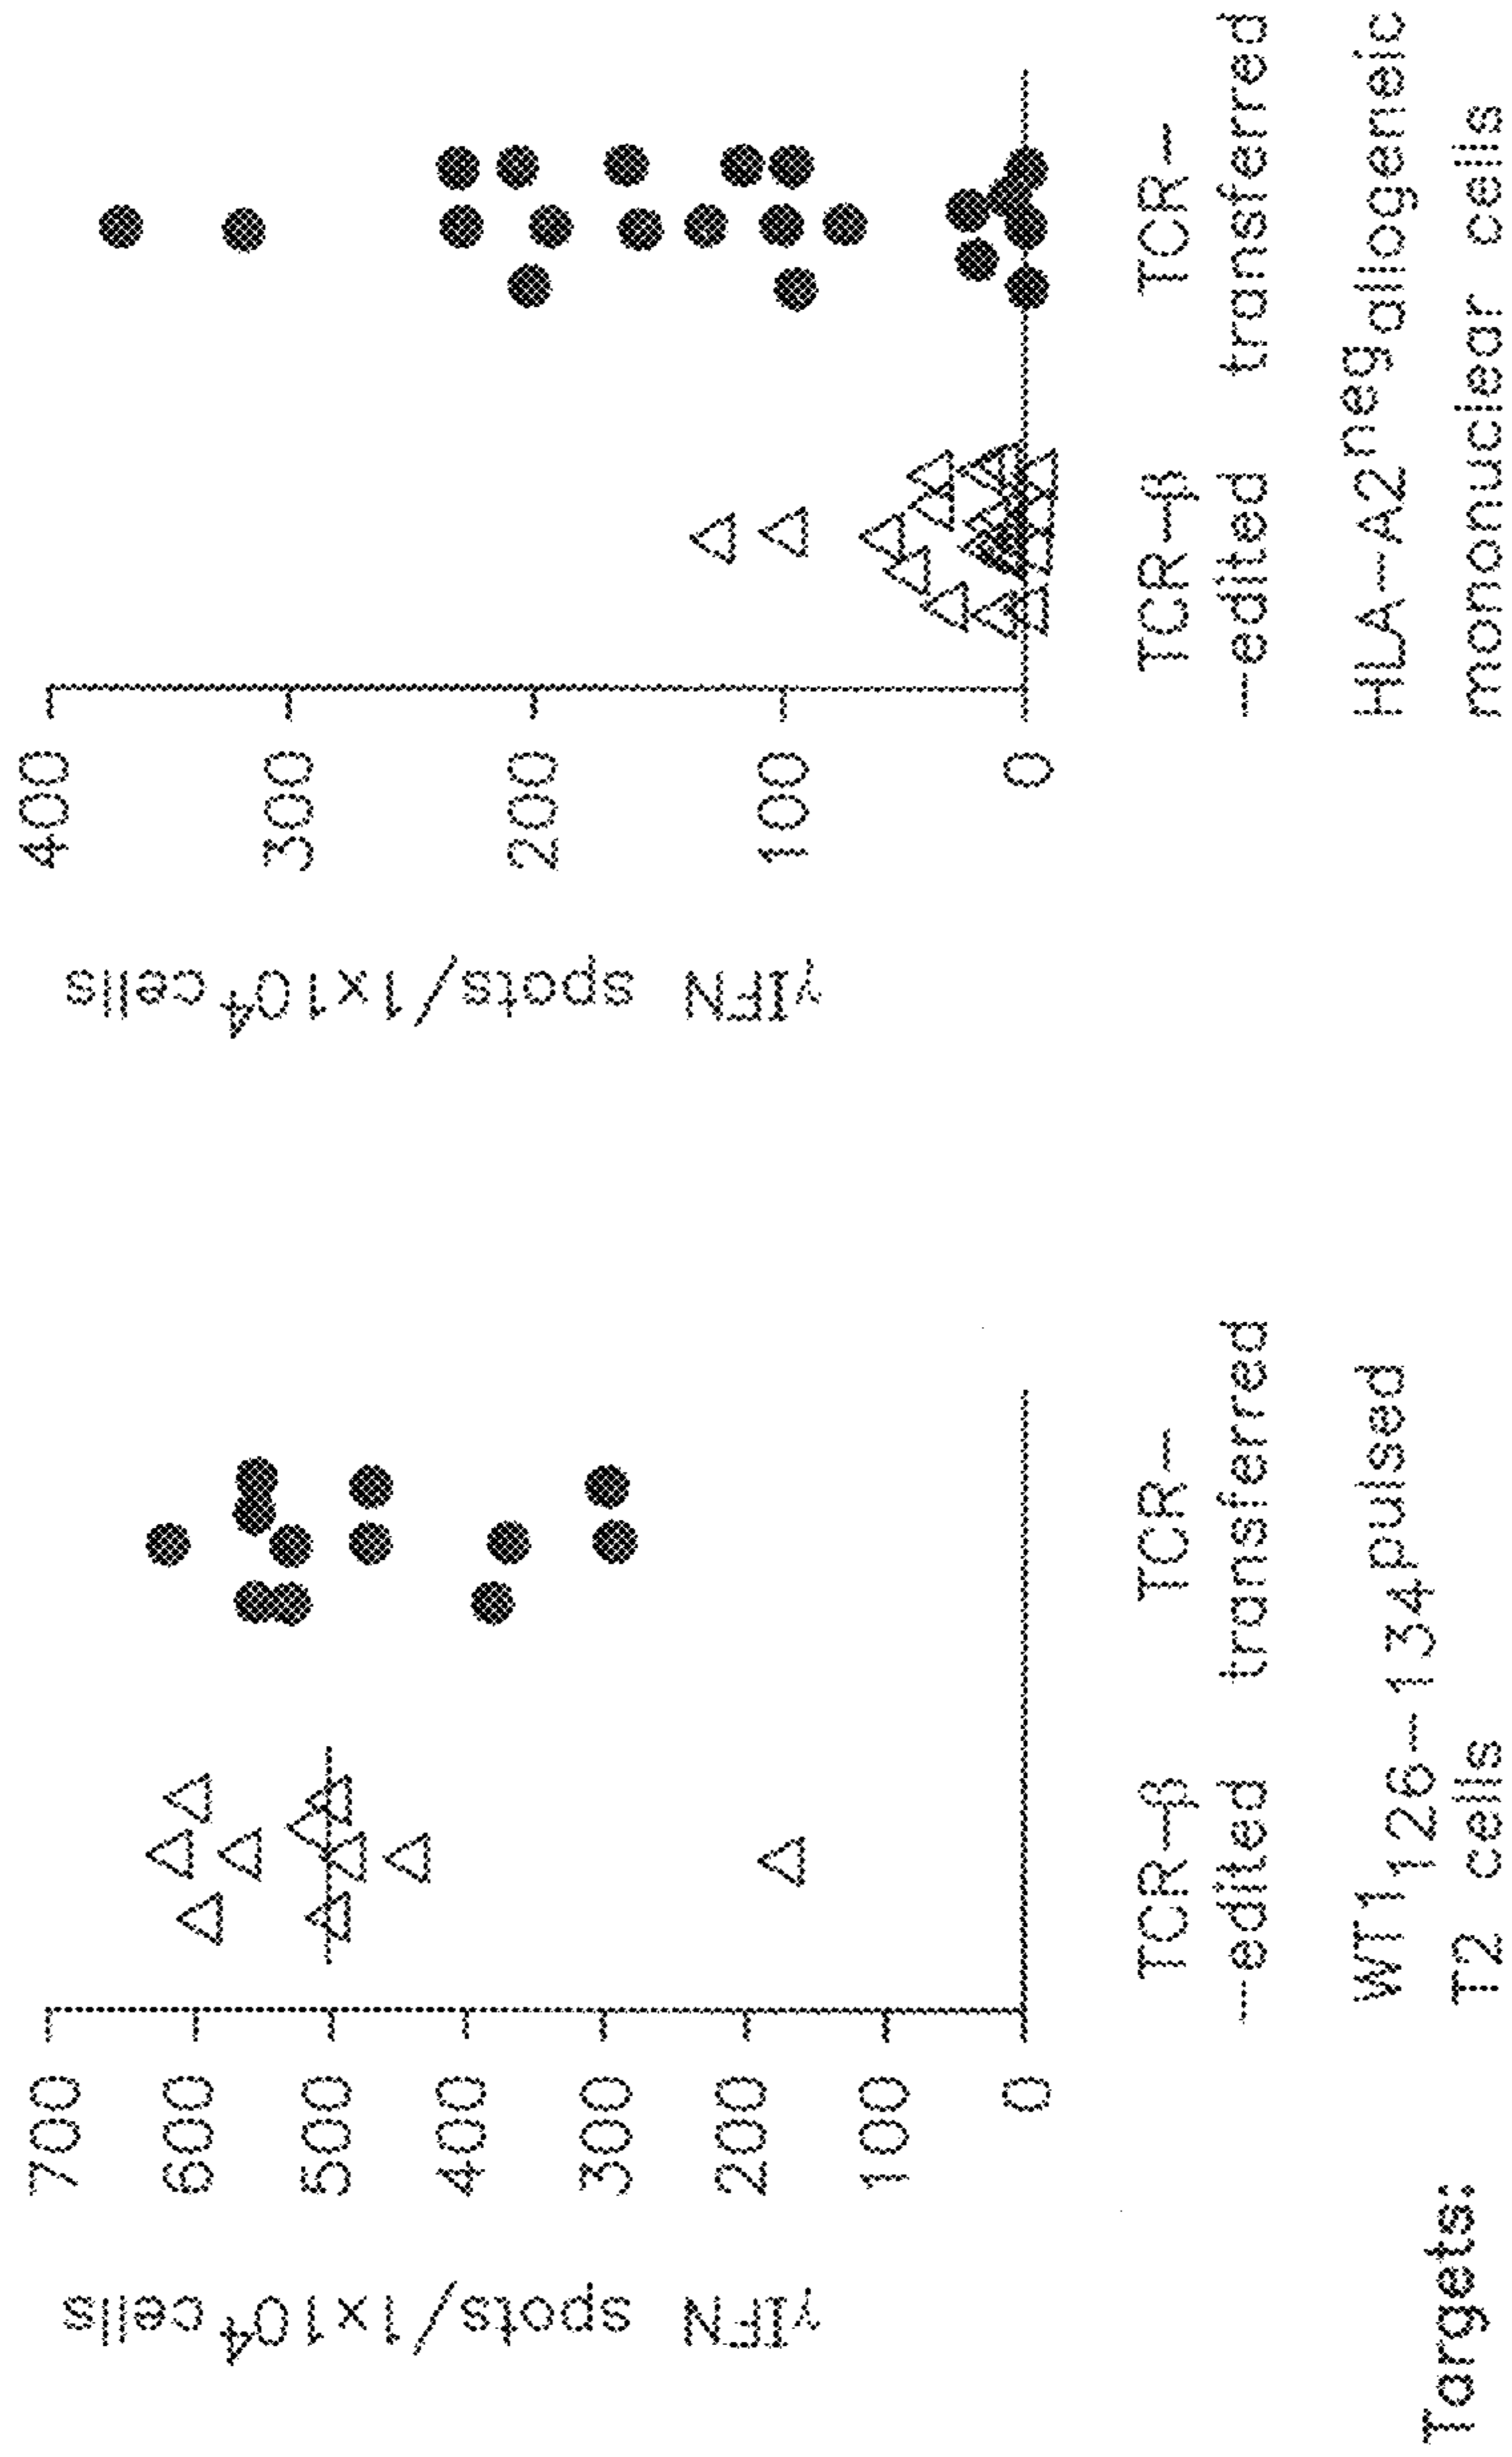 γIFN spots/1x10⁴cells
700
600
500
400
300
200
100
0
TCR-β
-edited
TCR-
transferred
Targets:
WT1₁₂₆₋₁₃₄pulsed
T2 cells
γIFN spots/1x10⁴cells
400
300
200
100
0
TCR-β
-edited
TCR-
transferred
HLA-A2ⁿᵉᵍallogeneic
mononuclear cells